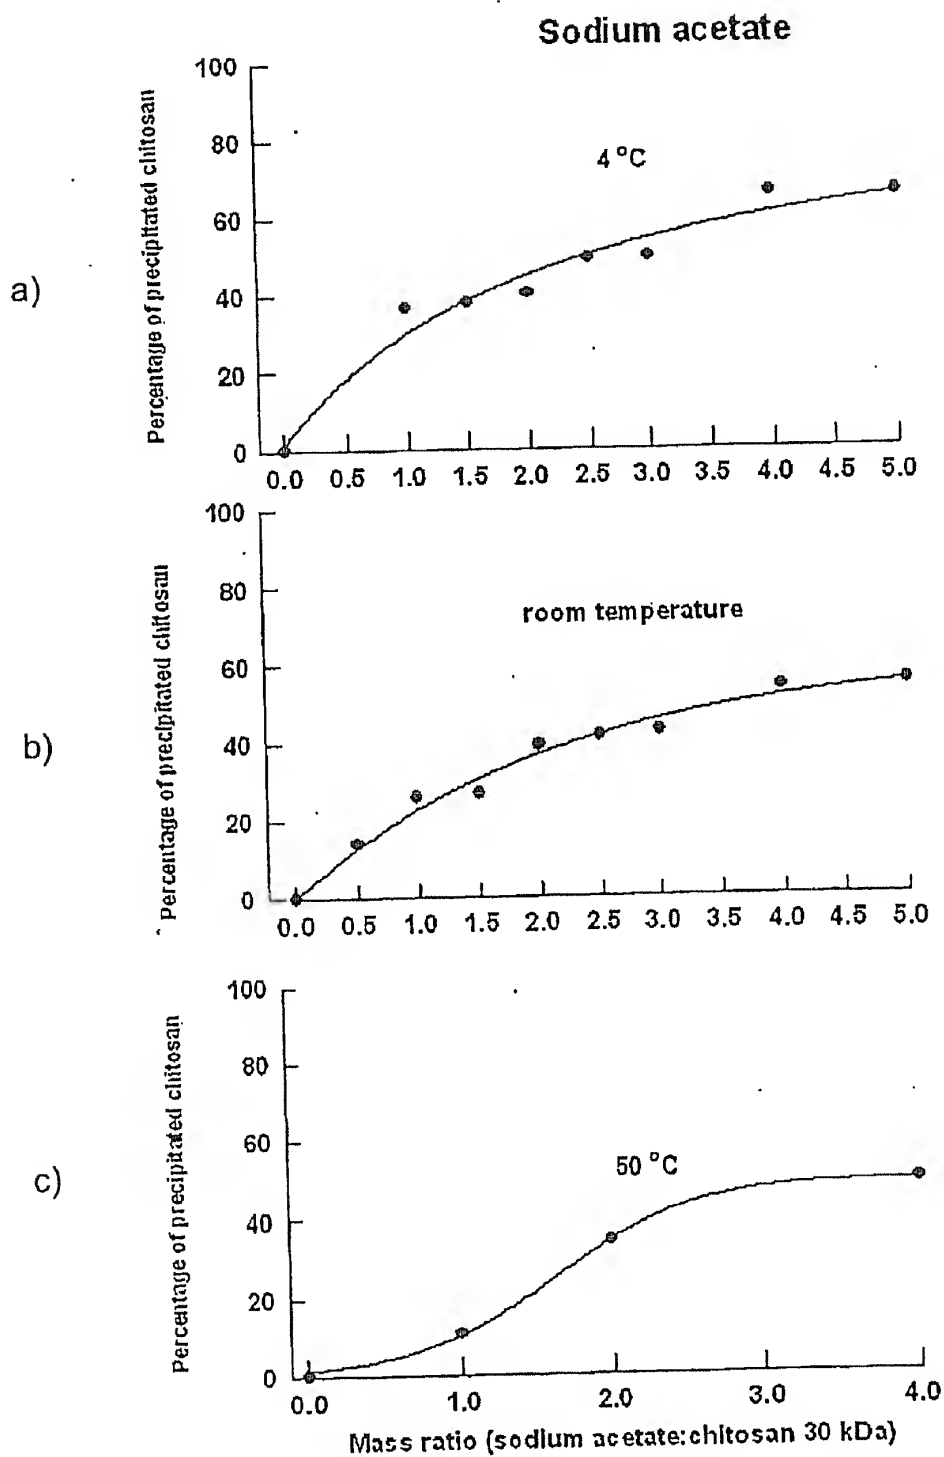 Sodium acetate
a)
Percentage of precipitated chitosan
100
80
60
40
20
0
4 °C
0.0 0.5 1.0 1.5 2.0 2.5 3.0 3.5 4.0 4.5 5.0
b)
Percentage of precipitated chitosan
100
80
60
40
20
0
room temperature
0.0 0.5 1.0 1.5 2.0 2.5 3.0 3.5 4.0 4.5 5.0
c)
Percentage of precipitated chitosan
100
80
60
40
20
0
50 °C
0.0 1.0 2.0 3.0 4.0
Mass ratio (sodium acetate:chitosan 30 kDa)